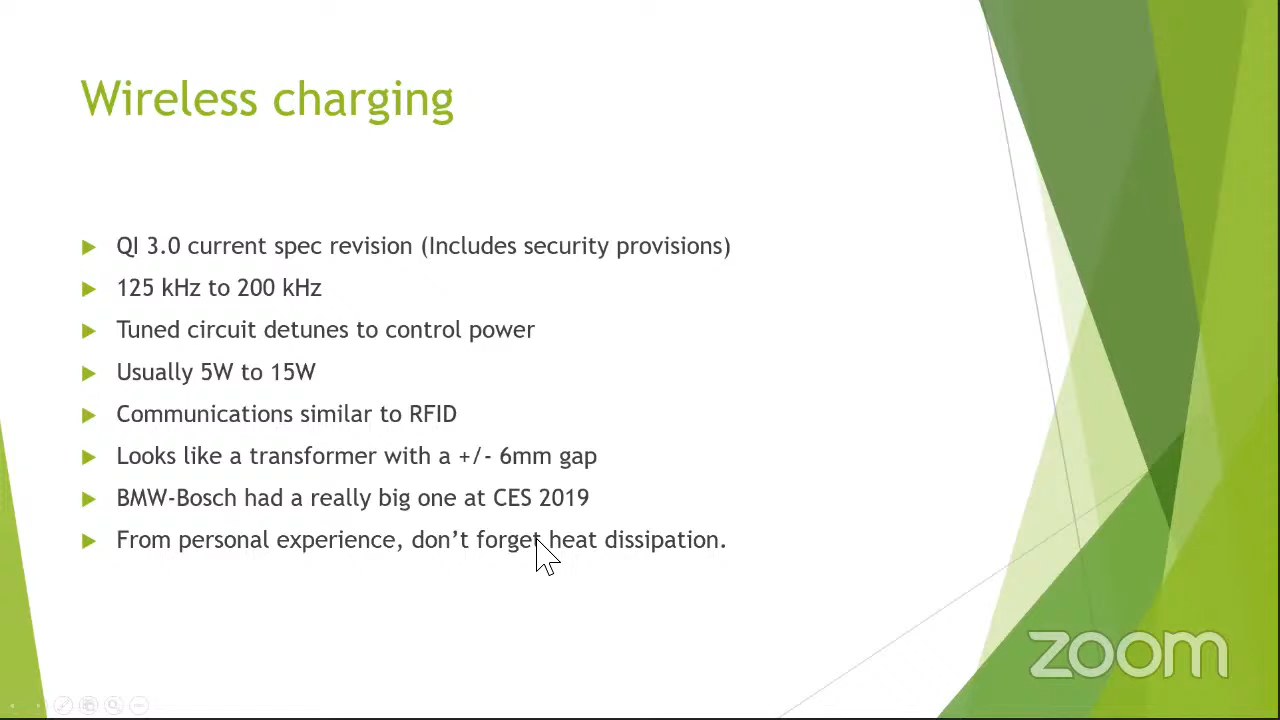 Wireless charging
QI 3.0 current spec revision (Includes security provisions)
125 kHz to 200 kHz
Tuned circuit detunes to control power
Usually 5W to 15W
Communications similar to RFID
Looks like a transformer with a +/- 6mm gap
BMW-Bosch had a really big one at CES 2019
From personal experience, don’t forget heat dissipation.
zoom